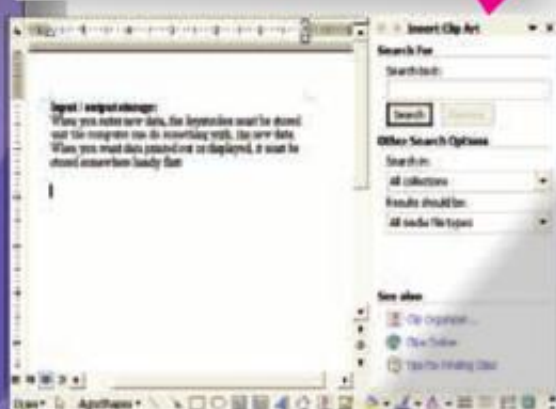 Insert Clip Art
Search For
Search text:
Search
Other Search Options
Search in:
All collections
Results should be:
All media file types
See also
Clip Organizer...
Clips Online
Tips for Finding Clips
Input / output storage:
When you enter new data, the keystrokes must be stored
until the computer can do something with, the new data.
When you want data printed out or displayed, it must be
stored somewhere handy first
Draw
AutoShapes